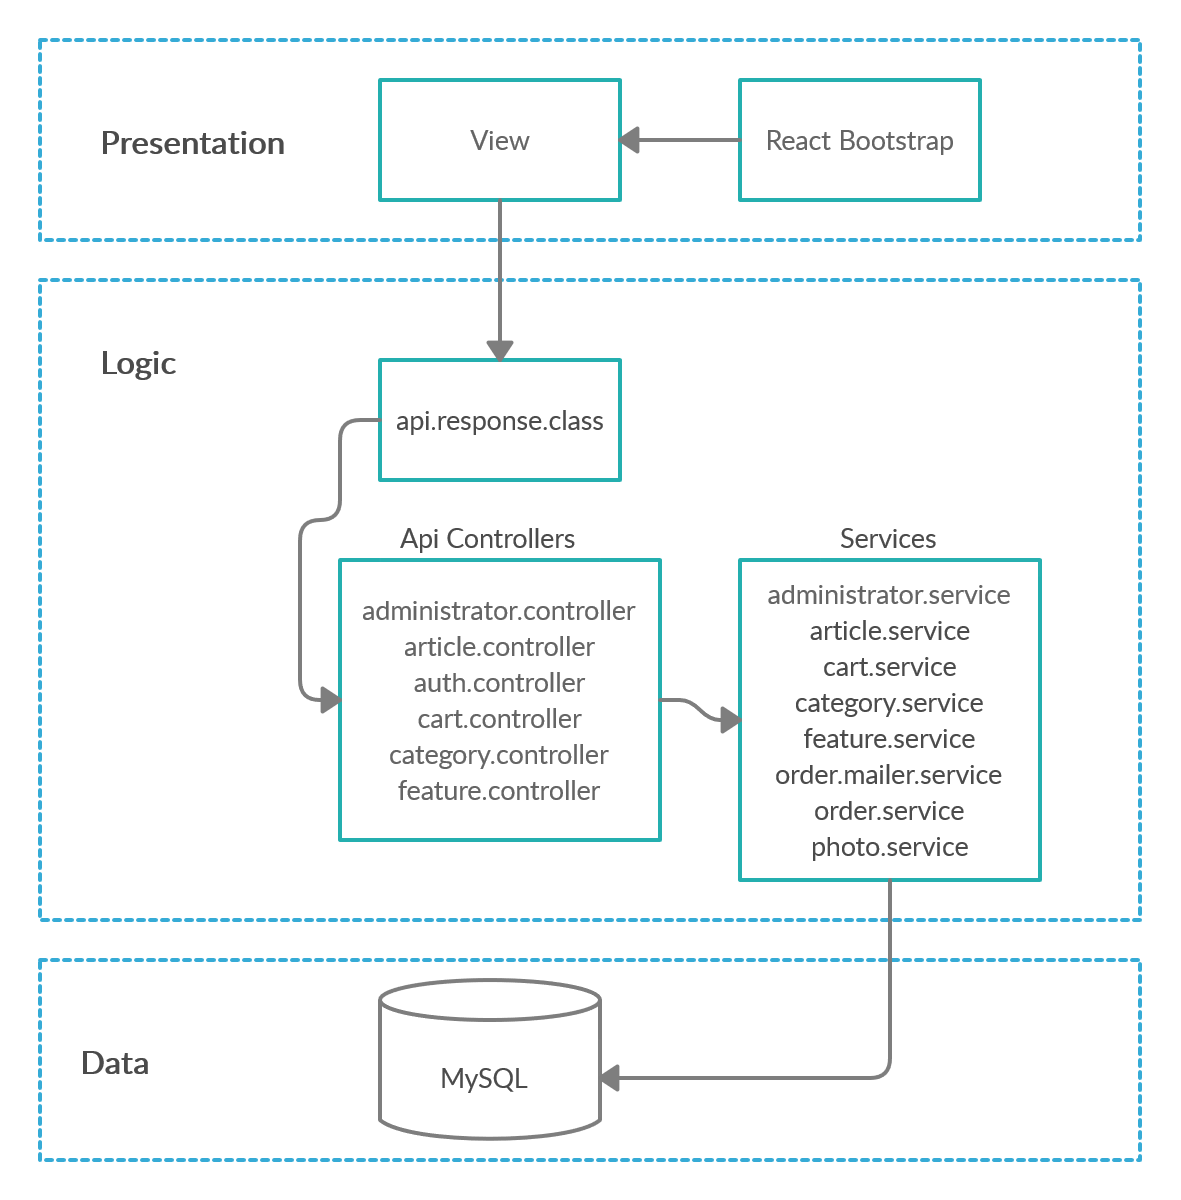 Presentation
View
React Bootstrap
Logic
api.response.class
Api Controllers
administrator.controller
article.controller
auth.controller
cart.controller
category.controller
feature.controller
Services
administrator.service
article.service
cart.service
category.service
feature.service
order.mailer.service
order.service
photo.service
Data
MySQL